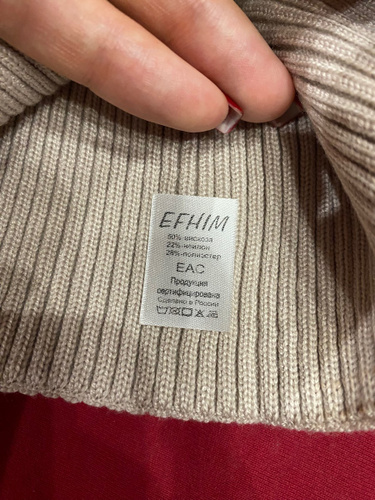 EFHIM
50%-вискоза
22%-нейлон
28%-полиэстер
EAC
Продукция
сертифицирована
Сделано в России